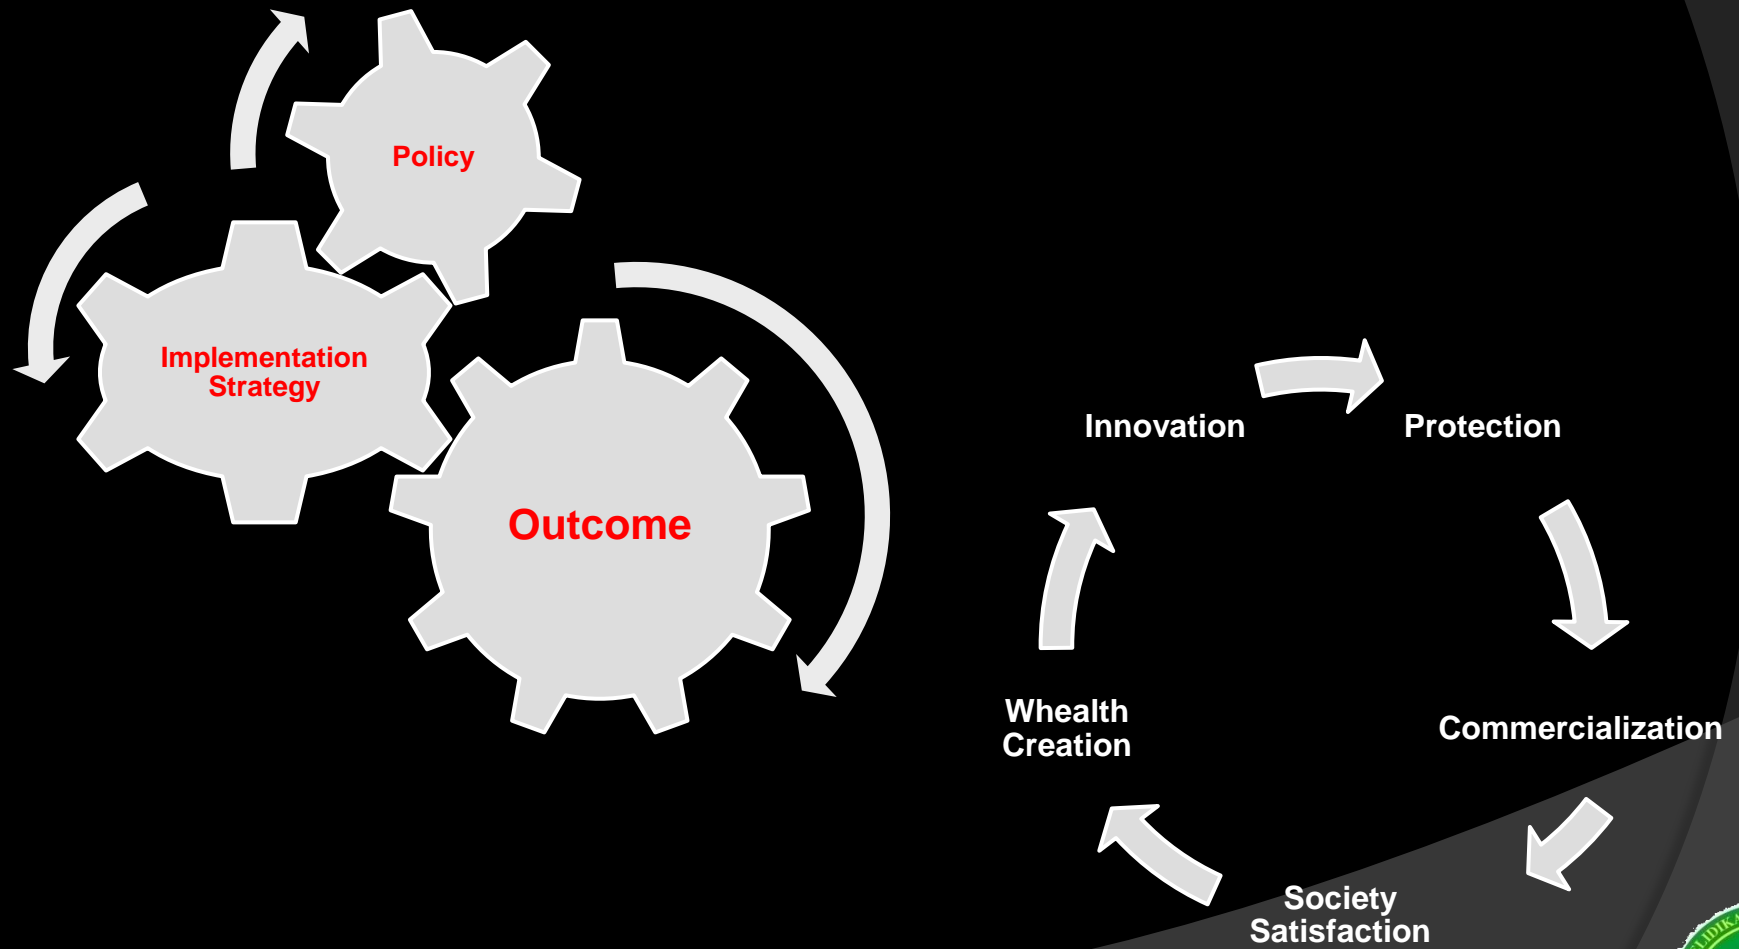 Policy
Implementation
Strategy
Outcome
Innovation
Protection
Commercialization
Society
Satisfaction
Whealth
Creation